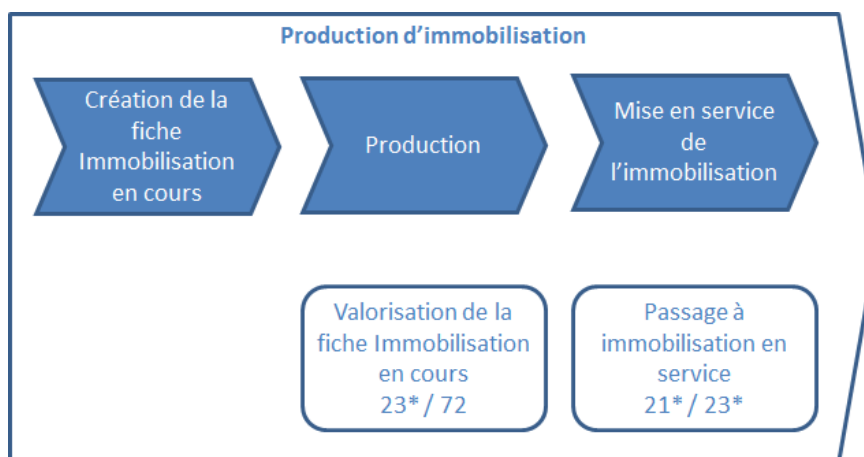 Production d'immobilisation
Création de la
fiche
Immobilisation
en cours
Production
Mise en service
de
l'immobilisation
Valorisation de la
fiche Immobilisation
en cours
23* / 72
Passage à
immobilisation en
service
21* / 23*